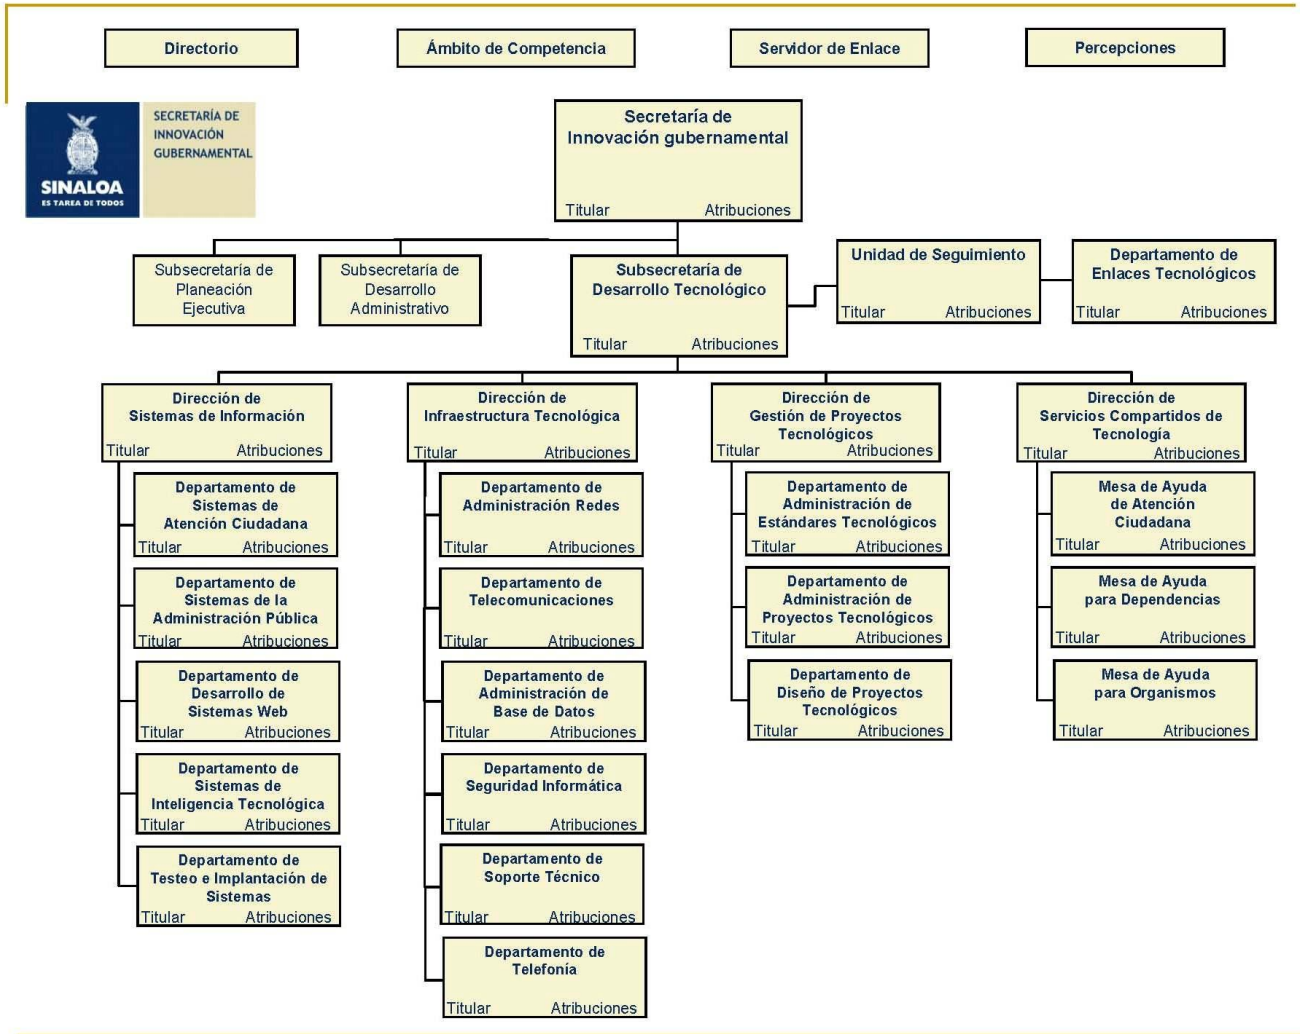 Directorio
Ámbito de Competencia
Servidor de Enlace
Percepciones
SINALOA
ES TAREA DE TODOS
SECRETARÍA DE
INNOVACIÓN
GUBERNAMENTAL
Secretaría de
Innovación gubernamental
Titular Atribuciones
Subsecretaría de
Planeación
Ejecutiva
Subsecretaría de
Desarrollo
Administrativo
Subsecretaría de
Desarrollo Tecnológico
Titular Atribuciones
Unidad de Seguimiento
Titular Atribuciones
Departamento de
Enlaces Tecnológicos
Titular Atribuciones
Dirección de
Sistemas de Información
Titular Atribuciones
Departamento de
Sistemas de
Atención Ciudadana
Titular Atribuciones
Departamento de
Sistemas de la
Administración Pública
Titular Atribuciones
Departamento de
Desarrollo de
Sistemas Web
Titular Atribuciones
Departamento de
Sistemas de
Inteligencia Tecnológica
Titular Atribuciones
Departamento de
Testeo e Implantación de
Sistemas
Titular Atribuciones
Dirección de
Infraestructura Tecnológica
Titular Atribuciones
Departamento de
Administración Redes
Titular Atribuciones
Departamento de
Telecomunicaciones
Titular Atribuciones
Departamento de
Administración de
Base de Datos
Titular Atribuciones
Departamento de
Seguridad Informática
Titular Atribuciones
Departamento de
Soporte Técnico
Titular Atribuciones
Departamento de
Telefonía
Titular Atribuciones
Dirección de
Gestión de Proyectos
Tecnológicos
Titular Atribuciones
Departamento de
Administración de
Estándares Tecnológicos
Titular Atribuciones
Departamento de
Administración de
Proyectos Tecnológicos
Titular Atribuciones
Departamento de
Diseño de Proyectos
Tecnológicos
Titular Atribuciones
Dirección de
Servicios Compartidos de
Tecnología
Titular Atribuciones
Mesa de Ayuda
de Atención
Ciudadana
Titular Atribuciones
Mesa de Ayuda
para Dependencias
Titular Atribuciones
Mesa de Ayuda
para Organismos
Titular Atribuciones